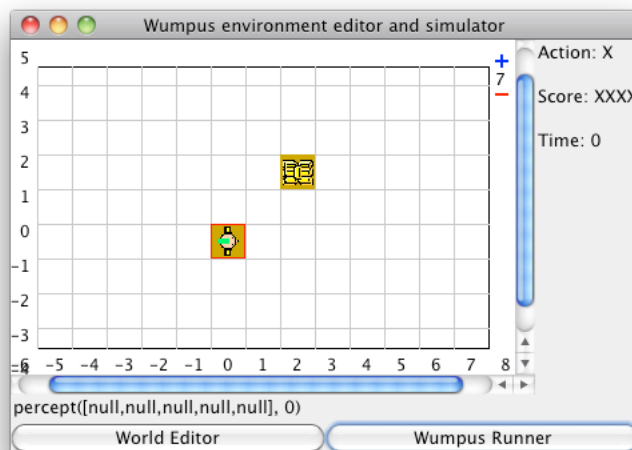 Wumpus environment editor and simulator
5
4
3
2
1
0
−1
−2
−3
+
7
−
Action: X
Score: XXXX
Time: 0
−5 −4 −3 −2 −1 0 1 2 3 4 5 6 7 8
percept([null,null,null,null,null], 0)
World Editor
Wumpus Runner